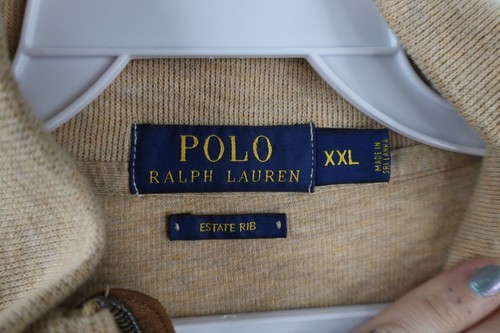 POLO
RALPH LAUREN
XXL
MADE IN
SRI LANKA
ESTATE RIB